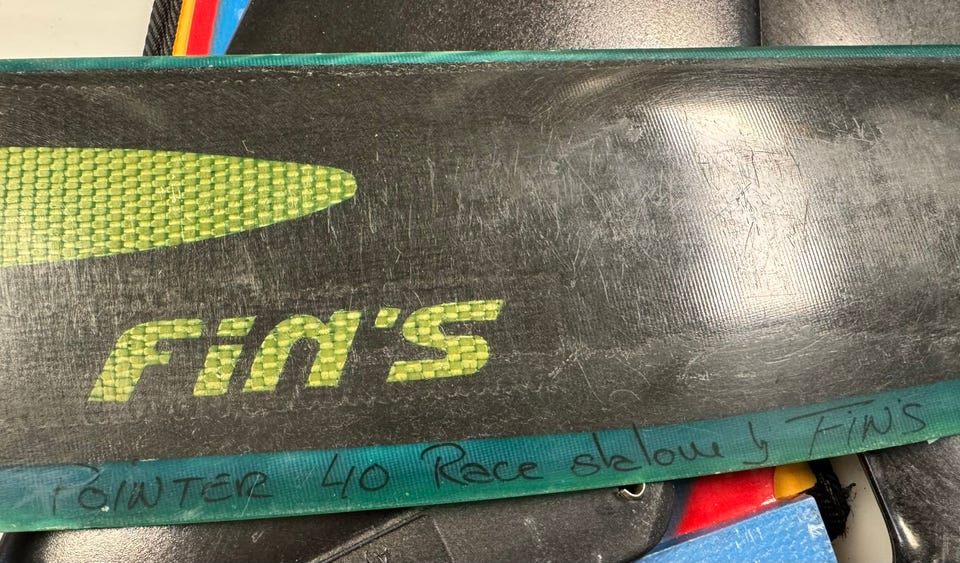 FiN'S
POINTER 40 Race slalom by FiN'S